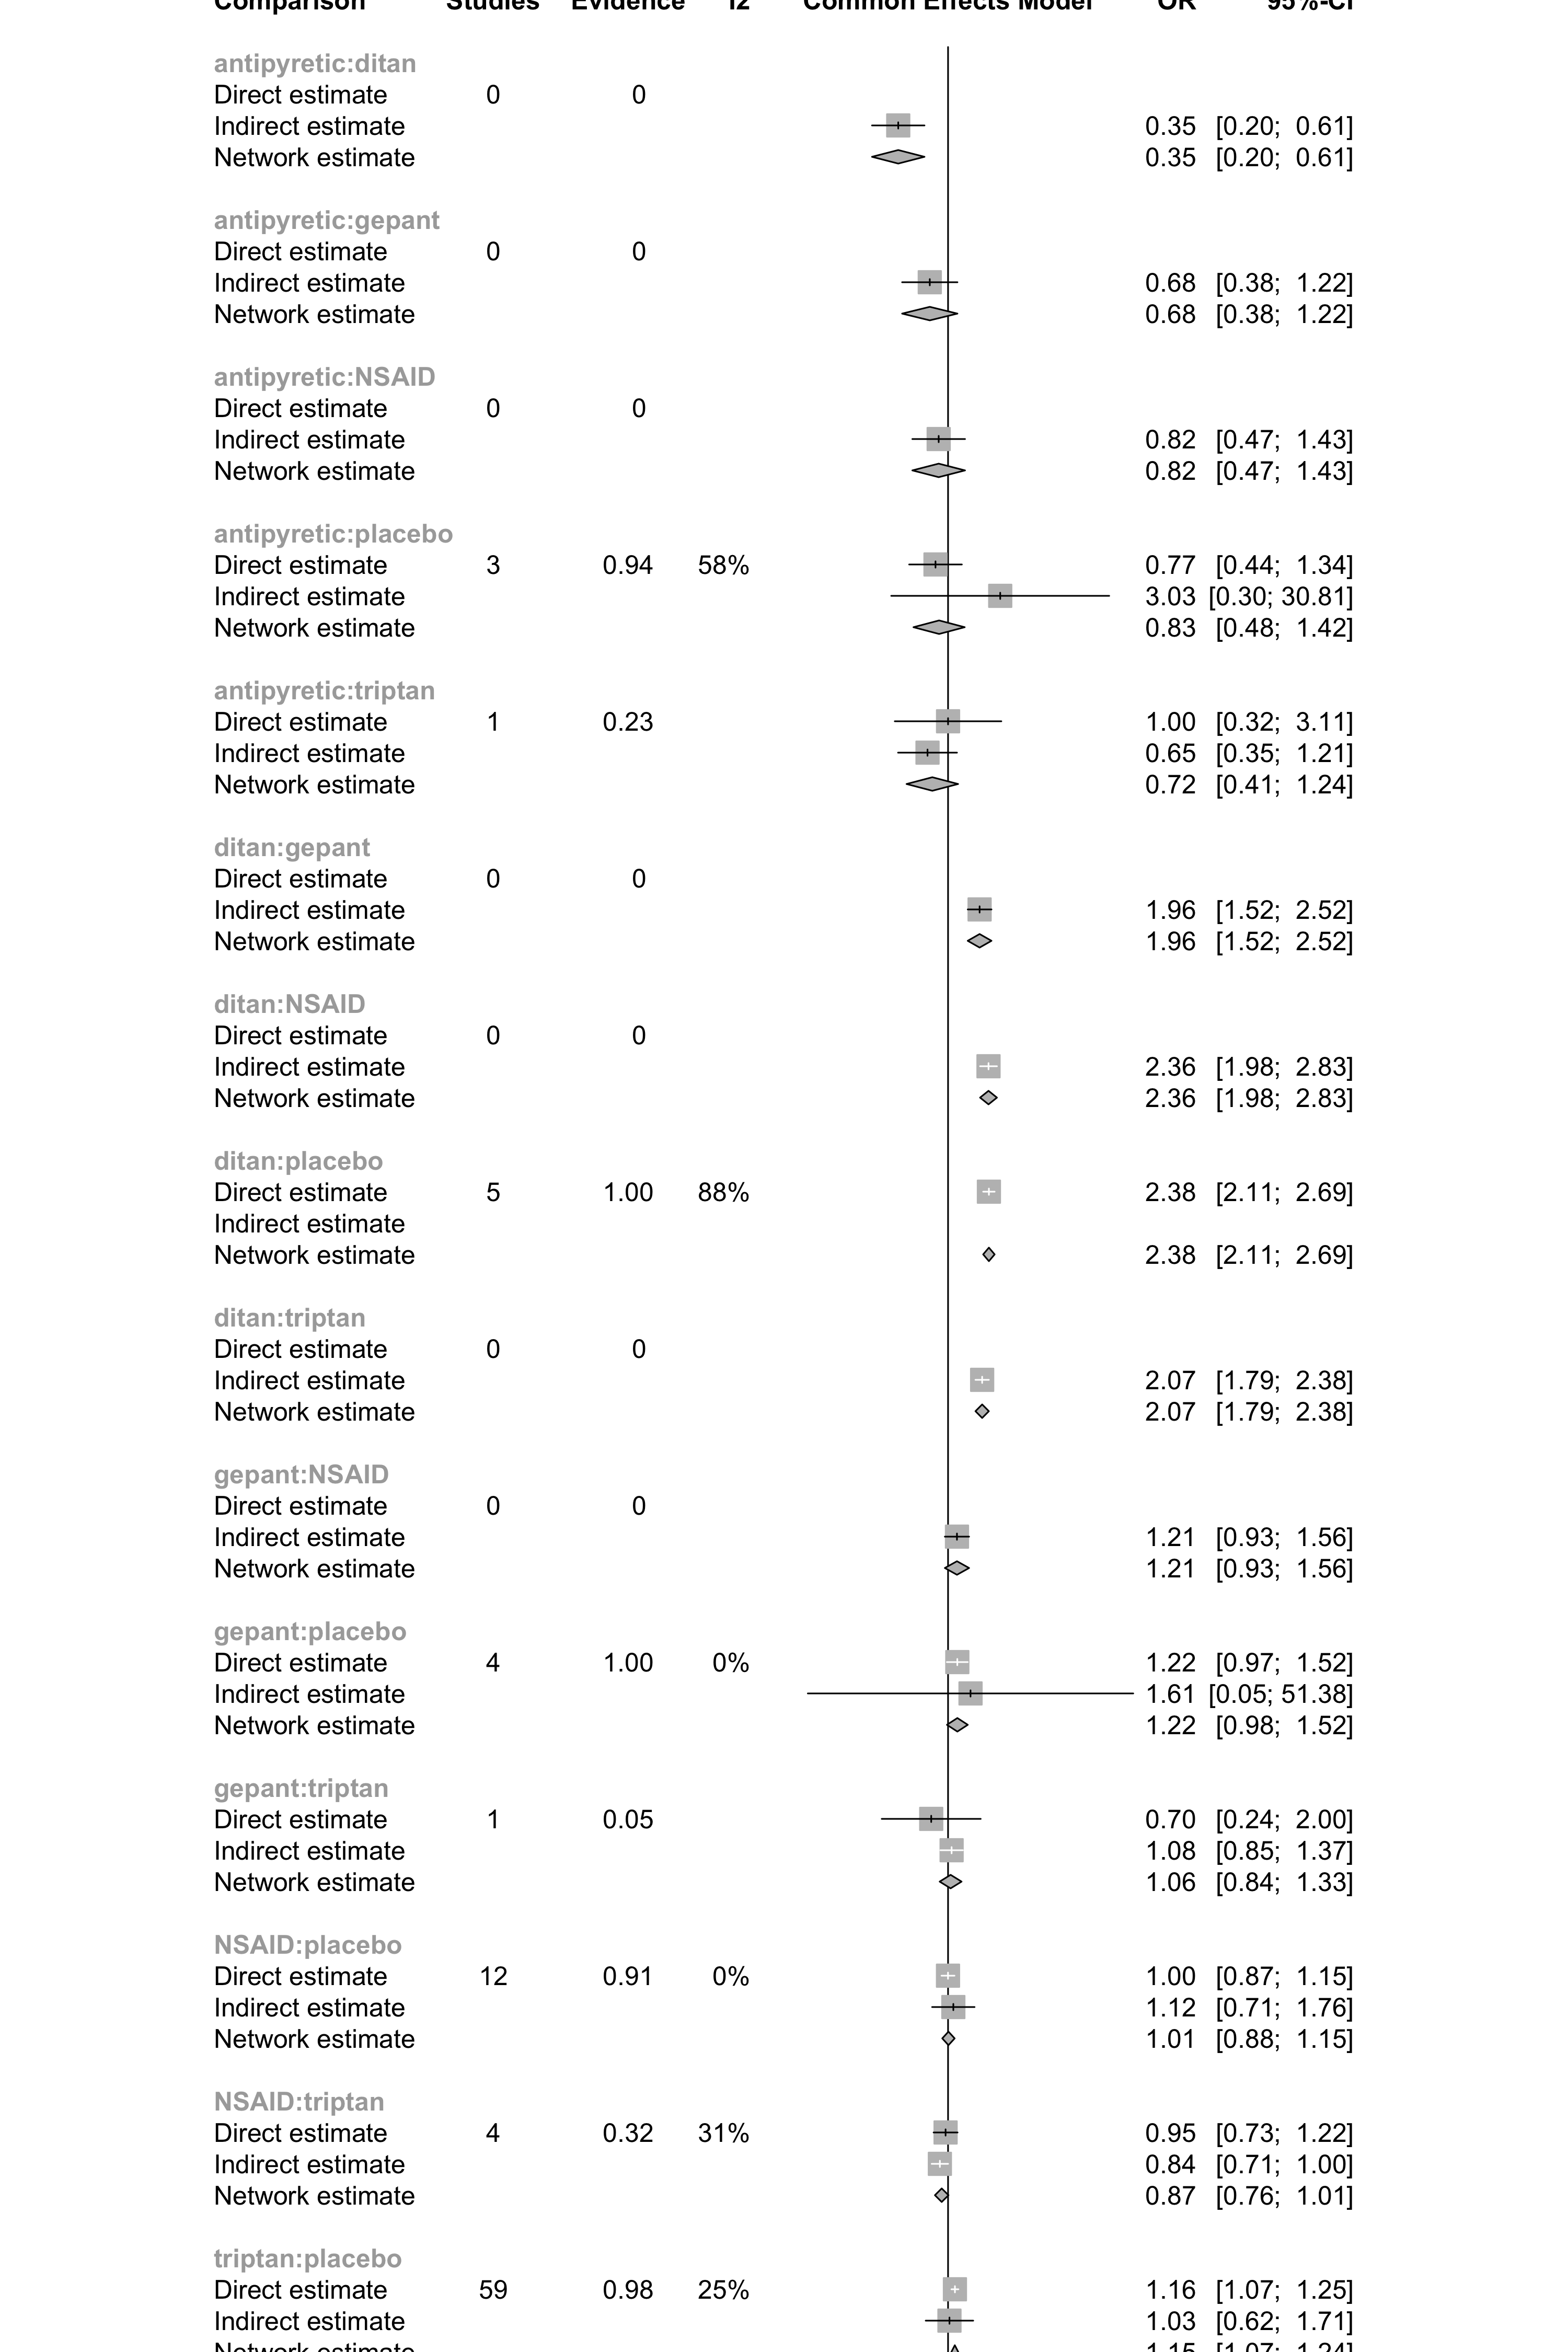 Comparison Studies Evidence I2 Common Effects Model OR 95%-CI
antipyretic:ditan
Direct estimate 0 0
Indirect estimate 0.35 [0.20; 0.61]
Network estimate 0.35 [0.20; 0.61]
antipyretic:gepant
Direct estimate 0 0
Indirect estimate 0.68 [0.38; 1.22]
Network estimate 0.68 [0.38; 1.22]
antipyretic:NSAID
Direct estimate 0 0
Indirect estimate 0.82 [0.47; 1.43]
Network estimate 0.82 [0.47; 1.43]
antipyretic:placebo
Direct estimate 3 0.94 58% 0.77 [0.44; 1.34]
Indirect estimate 3.03 [0.30; 30.81]
Network estimate 0.83 [0.48; 1.42]
antipyretic:triptan
Direct estimate 1 0.23 1.00 [0.32; 3.11]
Indirect estimate 0.65 [0.35; 1.21]
Network estimate 0.72 [0.41; 1.24]
ditan:gepant
Direct estimate 0 0
Indirect estimate 1.96 [1.52; 2.52]
Network estimate 1.96 [1.52; 2.52]
ditan:NSAID
Direct estimate 0 0
Indirect estimate 2.36 [1.98; 2.83]
Network estimate 2.36 [1.98; 2.83]
ditan:placebo
Direct estimate 5 1.00 88% 2.38 [2.11; 2.69]
Indirect estimate
Network estimate 2.38 [2.11; 2.69]
ditan:triptan
Direct estimate 0 0
Indirect estimate 2.07 [1.79; 2.38]
Network estimate 2.07 [1.79; 2.38]
gepant:NSAID
Direct estimate 0 0
Indirect estimate 1.21 [0.93; 1.56]
Network estimate 1.21 [0.93; 1.56]
gepant:placebo
Direct estimate 4 1.00 0% 1.22 [0.97; 1.52]
Indirect estimate 1.61 [0.05; 51.38]
Network estimate 1.22 [0.98; 1.52]
gepant:triptan
Direct estimate 1 0.05 0.70 [0.24; 2.00]
Indirect estimate 1.08 [0.85; 1.37]
Network estimate 1.06 [0.84; 1.33]
NSAID:placebo
Direct estimate 12 0.91 0% 1.00 [0.87; 1.15]
Indirect estimate 1.12 [0.71; 1.76]
Network estimate 1.01 [0.88; 1.15]
NSAID:triptan
Direct estimate 4 0.32 31% 0.95 [0.73; 1.22]
Indirect estimate 0.84 [0.71; 1.00]
Network estimate 0.87 [0.76; 1.01]
triptan:placebo
Direct estimate 59 0.98 25% 1.16 [1.07; 1.25]
Indirect estimate 1.03 [0.62; 1.71]
Network estimate 1.15 [1.07; 1.24]